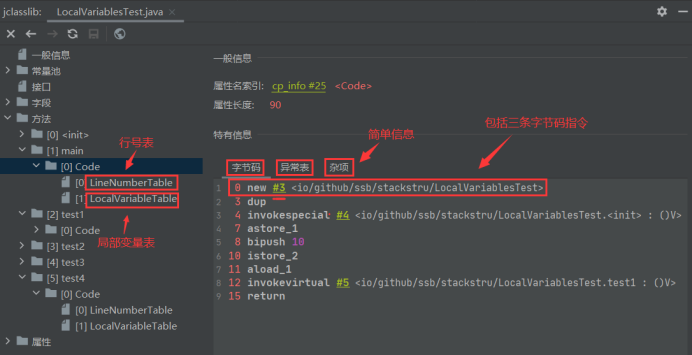 jclasslib: LocalVariablesTest.java
一般信息
常量池
接口
字段
方法
[0] <init>
[1] main
行号表
[0] Code
[0] LineNumberTable
[1] LocalVariableTable
[2] test1
局部变量表
[0] Code
[3] test2
[4] test3
[5] test4
[0] Code
[0] LineNumberTable
[1] LocalVariableTable
属性
一般信息
属性名索引: cp_info #25 <Code>
属性长度: 90
特有信息
简单信息
包括三条字节码指令
字节码 异常表 杂项
1 0 new #3 <io/github/ssb/stackstru/LocalVariablesTest>
2 3 dup
3 4 invokespecial #4 <io/github/ssb/stackstru/LocalVariablesTest.<init> : ()V>
4 7 astore_1
5 8 bipush 10
6 10 istore_2
7 11 aload_1
8 12 invokevirtual #5 <io/github/ssb/stackstru/LocalVariablesTest.test1 : ()V>
9 15 return